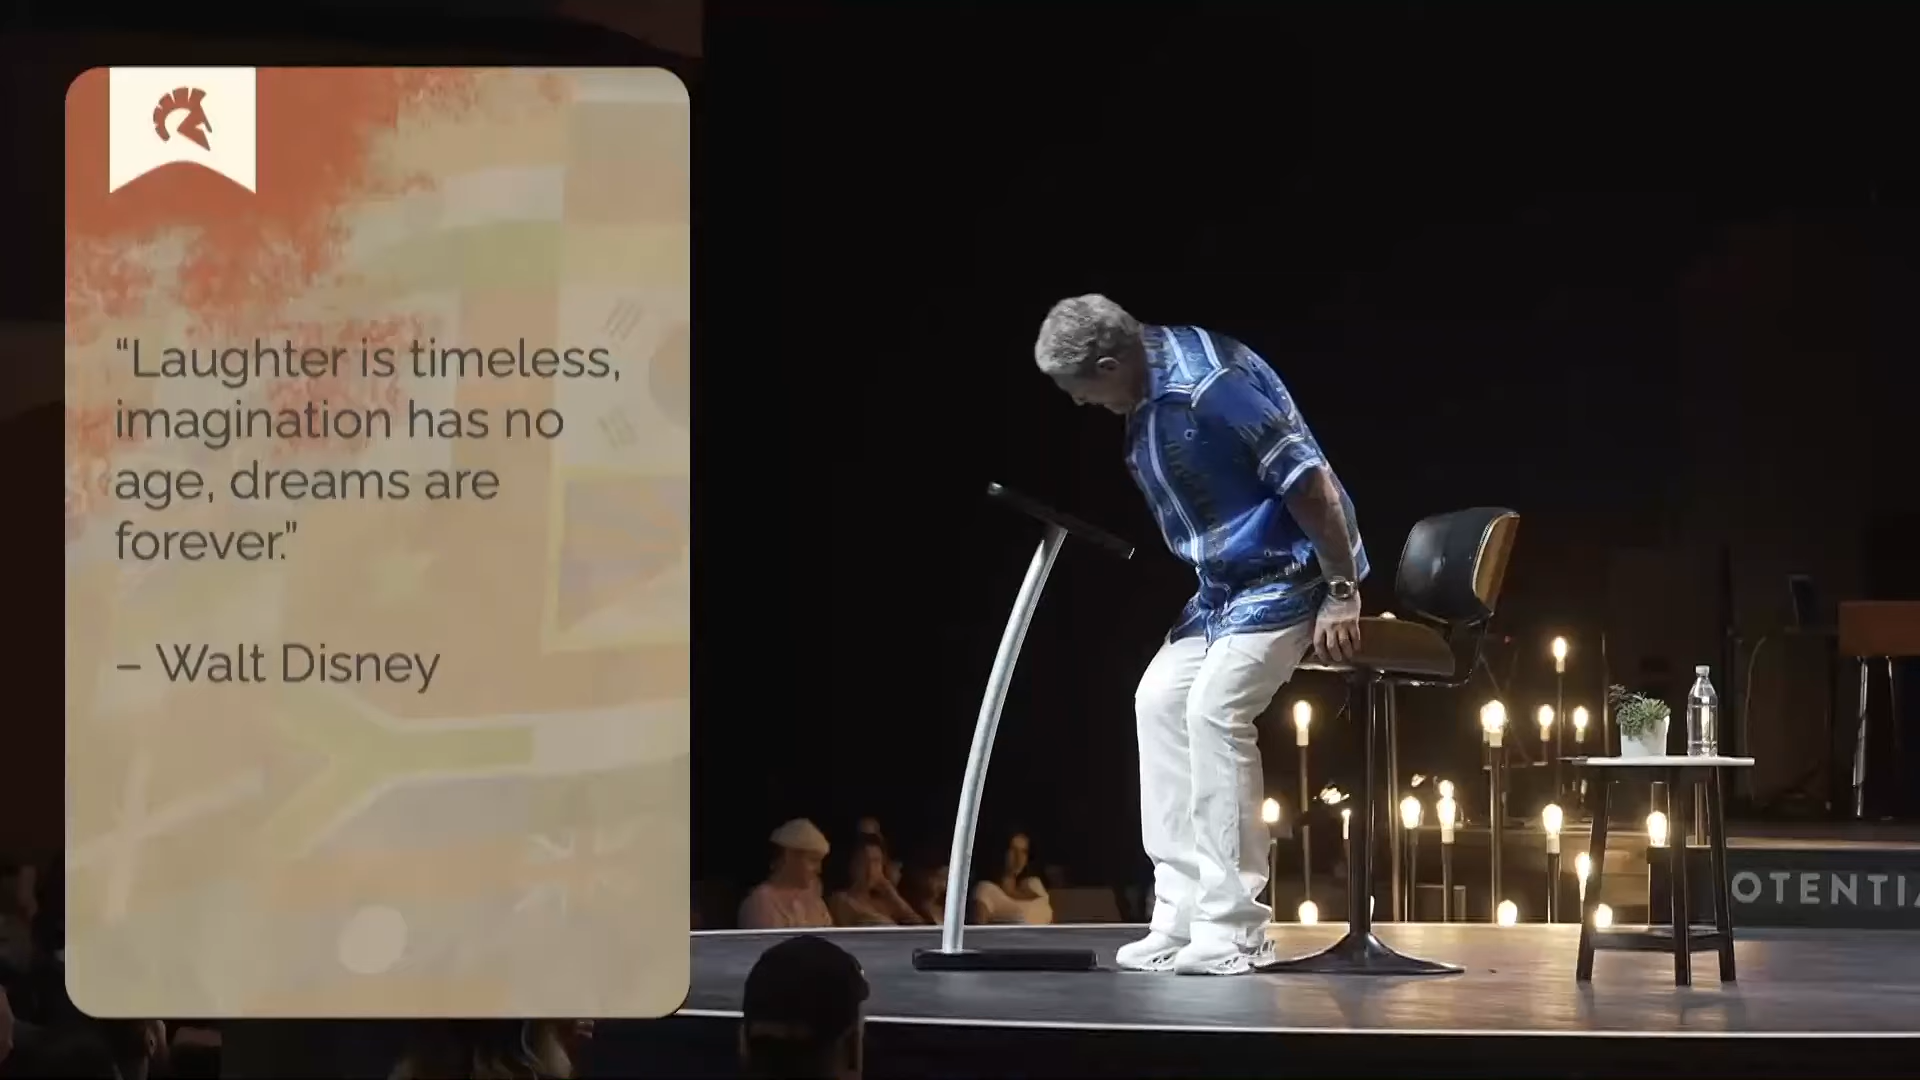 “Laughter is timeless,
imagination has no
age, dreams are
forever.”
– Walt Disney
OTENTIA